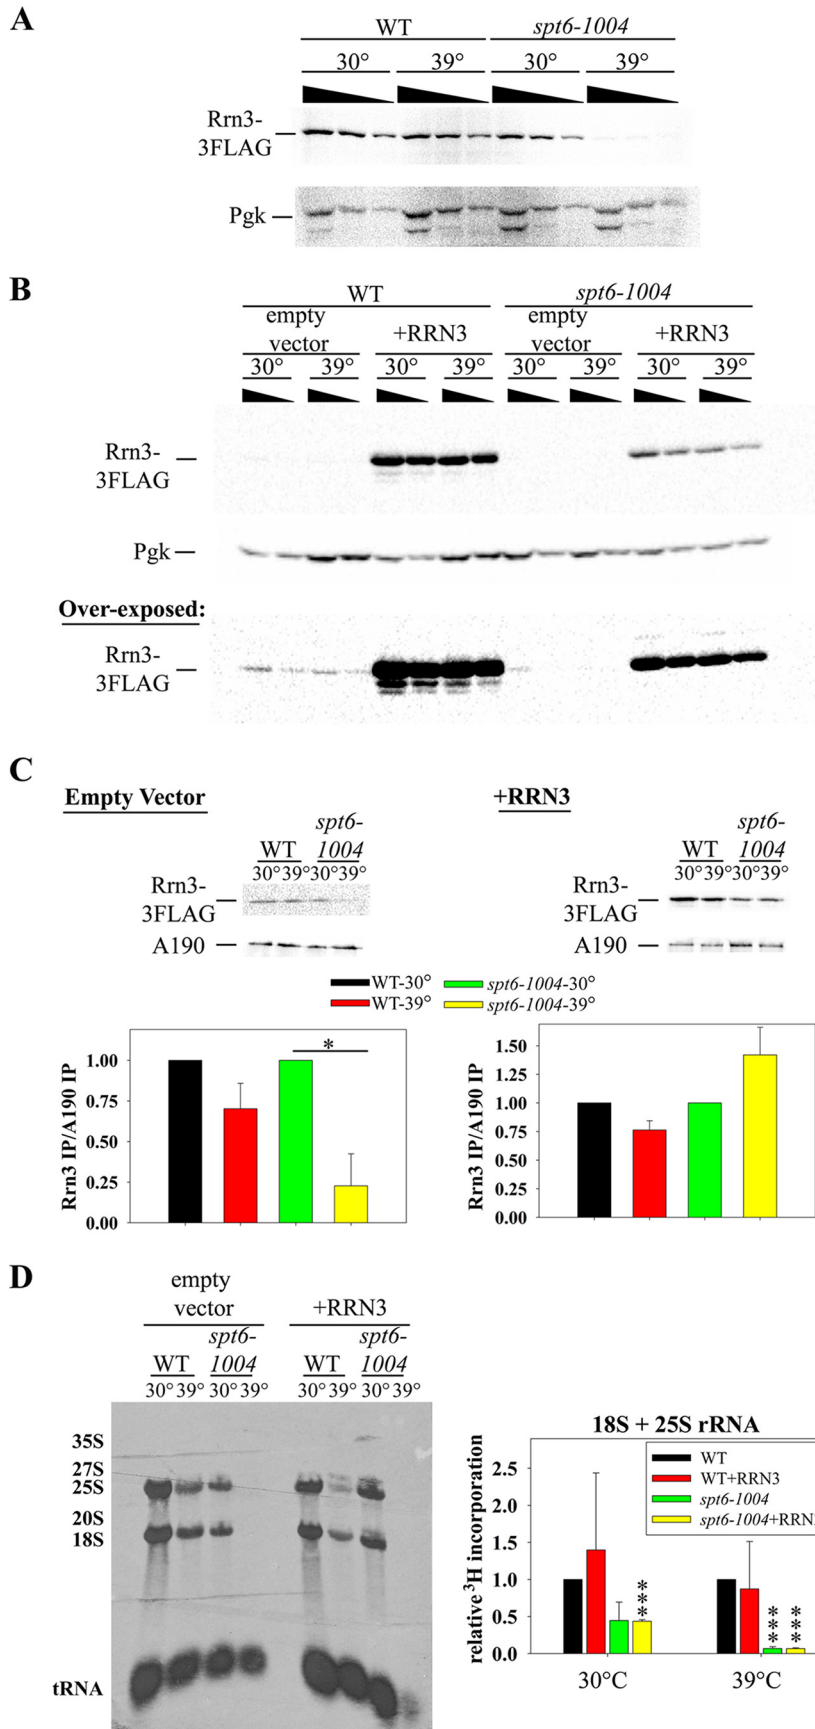 A
WT spt6-1004
30° 39° 30° 39°
Rrn3-
3FLAG
Pgk
B
WT spt6-1004
empty vector +RRN3 empty vector +RRN3
30° 39° 30° 39° 30° 39° 30° 39°
Rrn3-
3FLAG
Pgk
Over-exposed:
Rrn3-
3FLAG
C
Empty Vector
spt6-
WT 1004
30°39°30°39°
Rrn3-
3FLAG
A190
+RRN3
spt6-
WT 1004
30°39°30°39°
Rrn3-
3FLAG
A190
WT-30° spt6-1004-30°
WT-39° spt6-1004-39°
Rrn3 IP/A190 IP
1.00
0.75
0.50
0.25
0.00
*
Rrn3 IP/A190 IP
1.50
1.25
1.00
0.75
0.50
0.25
0.00
D
empty
vector +RRN3
spt6- spt6-
WT 1004 WT 1004
30°39° 30°39° 30°39° 30°39°
35S
27S
25S
20S
18S
tRNA
18S + 25S rRNA
relative ³H incorporation
2.5
2.0
1.5
1.0
0.5
0.0
WT
WT+RRN3
spt6-1004
spt6-1004+RRN
***
*** ***
30°C 39°C